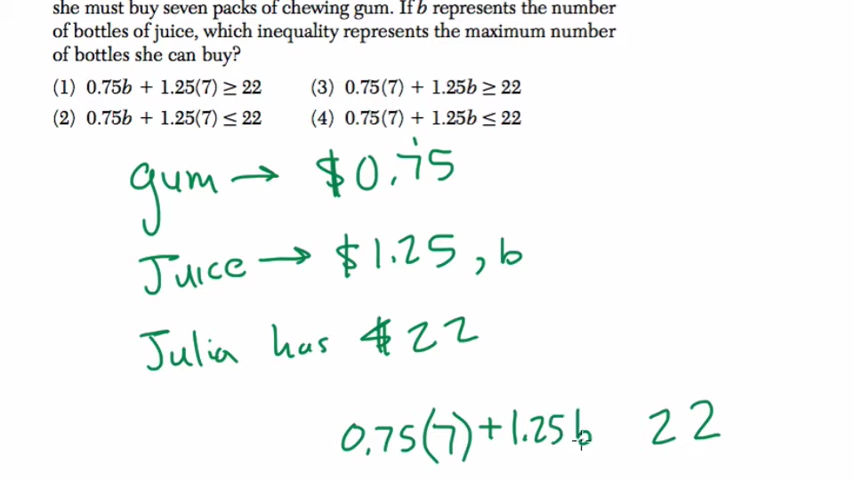 she must buy seven packs of chewing gum. If b represents the number
of bottles of juice, which inequality represents the maximum number
of bottles she can buy?
(1) 0.75b + 1.25(7) ≥ 22 (3) 0.75(7) + 1.25b ≥ 22
(2) 0.75b + 1.25(7) ≤ 22 (4) 0.75(7) + 1.25b ≤ 22
gum → $0.75
Juice → $1.25, b
Julia has $22
0.75(7)+1.25b 22